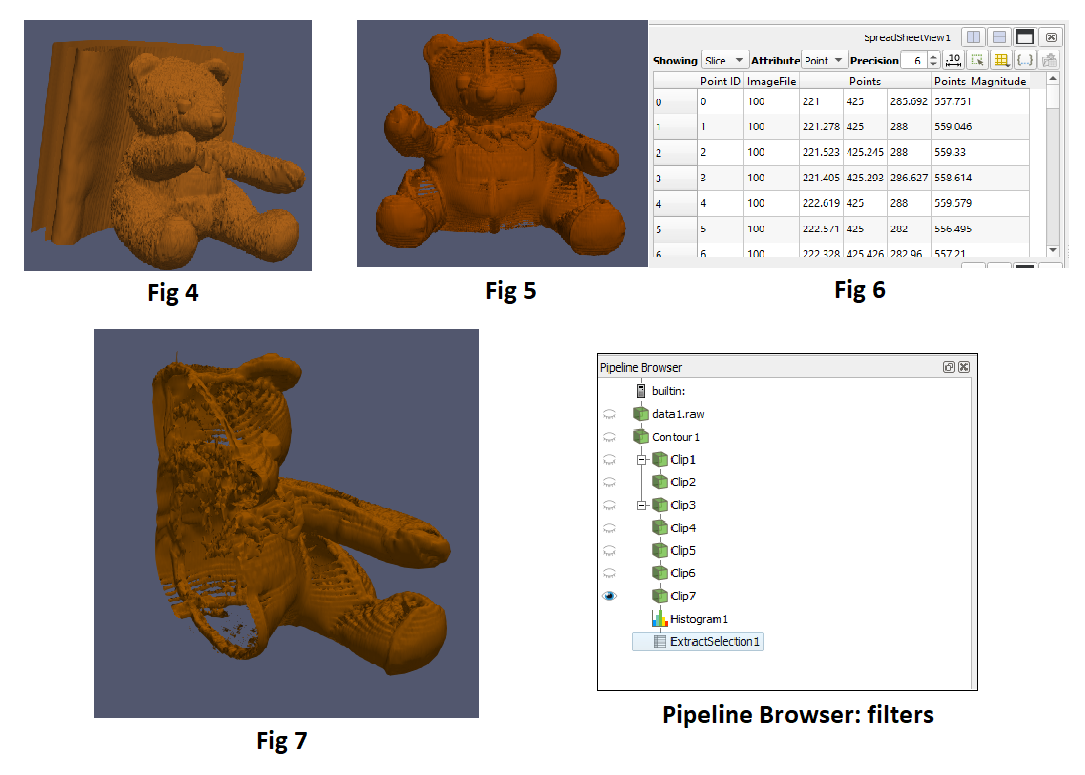 SpreadSheetView1
Showing Slice Attribute Point Precision 6
Point ID ImageFile Points Points_Magnitude
0 0 100 221 425 285.692 557.751
1 1 100 221.278 425 288 559.046
2 2 100 221.523 425.245 288 559.33
3 3 100 221.405 425.293 286.627 558.614
4 4 100 222.619 425 288 559.579
5 5 100 222.571 425 282 556.495
6 6 100 222.328 425.426 282.96 557.21
Fig 4
Fig 5
Fig 6
Pipeline Browser
builtin:
data1.raw
Contour1
Clip1
Clip2
Clip3
Clip4
Clip5
Clip6
Clip7
Histogram1
ExtractSelection1
Fig 7
Pipeline Browser: filters